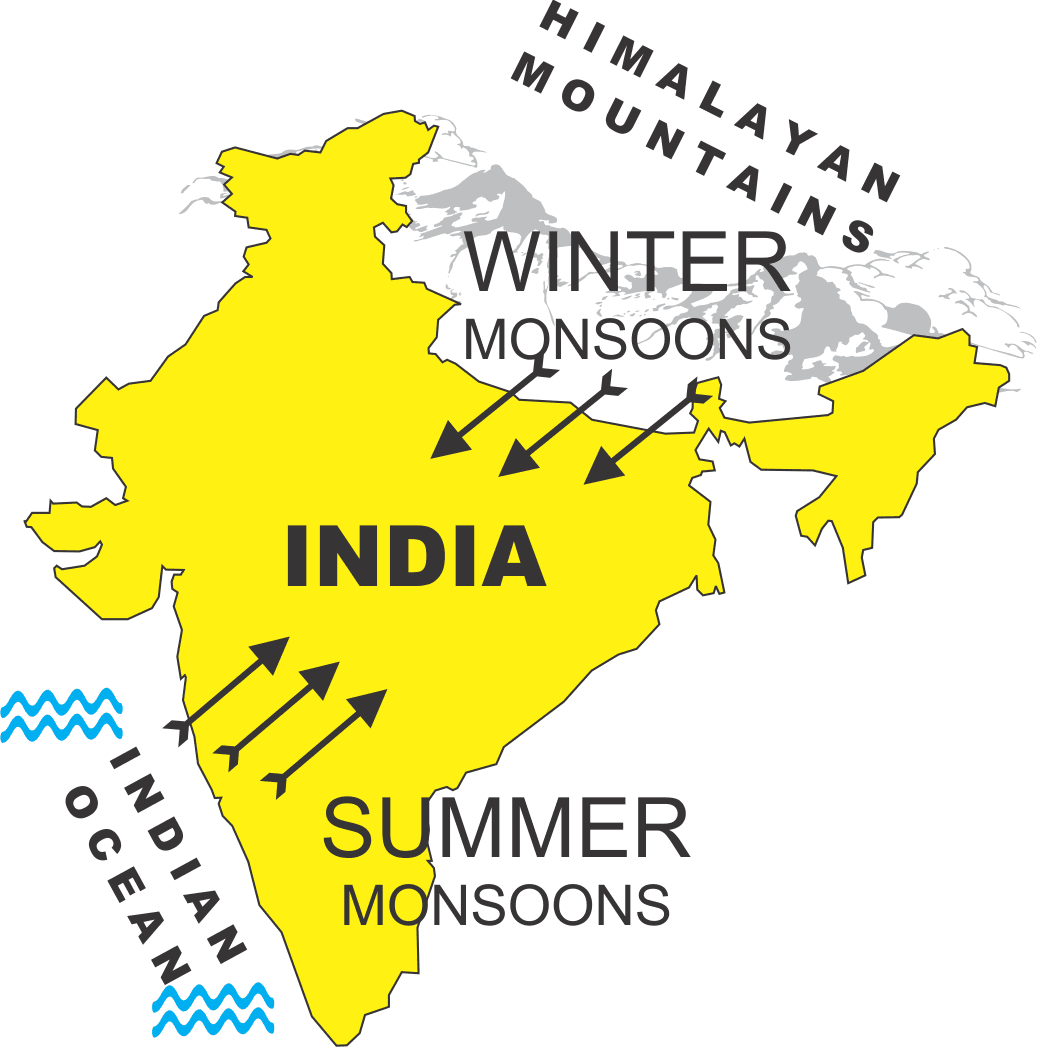 HIMALAYAN
MOUNTAINS
WINTER
MONSOONS
INDIA
INDIAN
OCEAN
SUMMER
MONSOONS